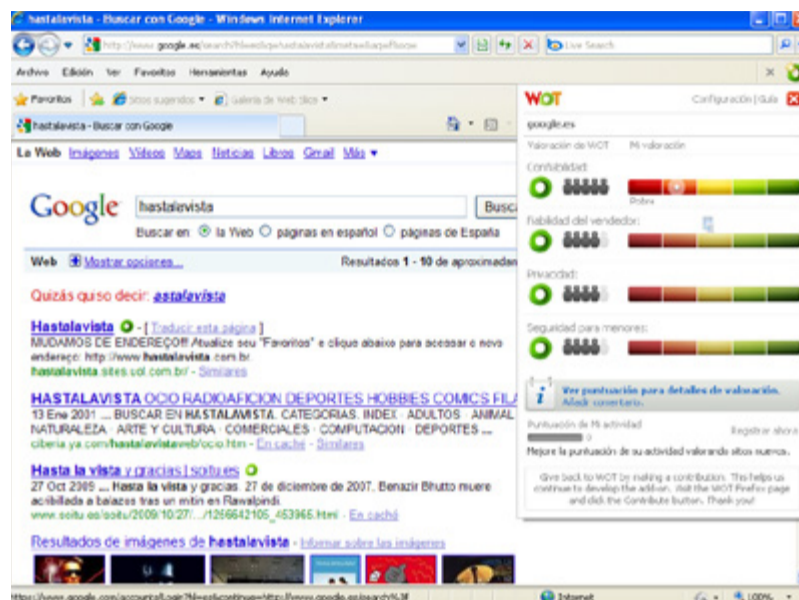 hastalavista - Buscar con Google - Windows Internet Explorer
Live Search
Archivo Edición Ver Favoritos Herramientas Ayuda
Favoritos Sitios sugeridos Galería de Web Slice
hastalavista - Buscar con Google
La Web Imágenes Vídeos Maps Noticias Libros Gmail Más
Google hastalavista Busca
Buscar en: la Web páginas en español páginas de España
Web Mostrar opciones... Resultados 1 - 10 de aproximadam
Quizás quiso decir: astalavista
Hastalavista - [ Traducir esta página ]
MUDAMOS DE ENDEREÇO!!! Atualize seu "Favoritos" e clique abaixo para acessar o novo
endereço: http://www.hastalavista.com.br.
hastalavista.sites.uol.com.br/ - Similares
HASTALAVISTA OCIO RADIOAFICION DEPORTES HOBBIES COMICS FILA
13 Ene 2001 ... BUSCAR EN HASTALAVISTA. CATEGORIAS. INDEX · ADULTOS · ANIMAL
NATURALEZA · ARTE Y CULTURA · COMERCIALES · COMPUTACION · DEPORTES ...
ciberia.ya.com/hastalavistaweb/ocio.htm - En caché - Similares
Hasta la vista y gracias | soitu.es
27 Oct 2009 ... Hasta la vista y gracias. 27 de diciembre de 2007. Benazir Bhutto muere
acribillada a balazos tras un mitin en Rawalpindi.
www.soitu.es/soitu/2009/10/27/.../1256642105_453965.html - En caché
Resultados de imágenes de hastalavista - Informar sobre las imágenes
WOT Configuración | Guía
google.es
Valoración de WOT Mi valoración
Confiabilidad:
Pobre
Fiabilidad del vendedor:
Privacidad:
Seguridad para menores:
Ver puntuación para detalles de valoración.
Añadir comentario.
Puntuación de Mi actividad Registrar ahora
0
Mejore la puntuación de su actividad valorando sitios nuevos.
Give back to WOT by making a contribution. This helps us
continue to develop the add-on. Visit the WOT Firefox page
and click the Contribute button. Thank you!
Internet 100%